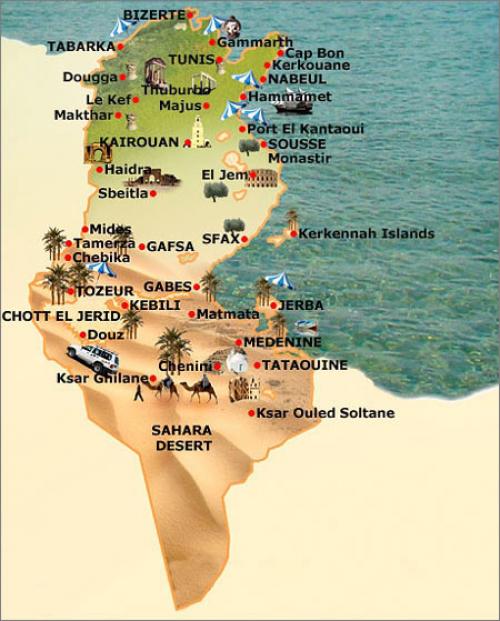 BIZERTE
TABARKA
Gammarth
Cap Bon
TUNIS
Kerkouane
Dougga
NABEUL
Thuburbo
Majus
Le Kef
Hammamet
Makthar
Port El Kantaoui
KAIROUAN
SOUSSE
Monastir
Haidra
El Jem
Sbeitla
Mides
Kerkennah Islands
SFAX
Tamerza
GAFSA
Chebika
TOZEUR
GABES
KEBILI
JERBA
CHOTT EL JERID
Matmata
Douz
MEDENINE
Chenini
TATAOUINE
Ksar Ghilane
Ksar Ouled Soltane
SAHARA
DESERT